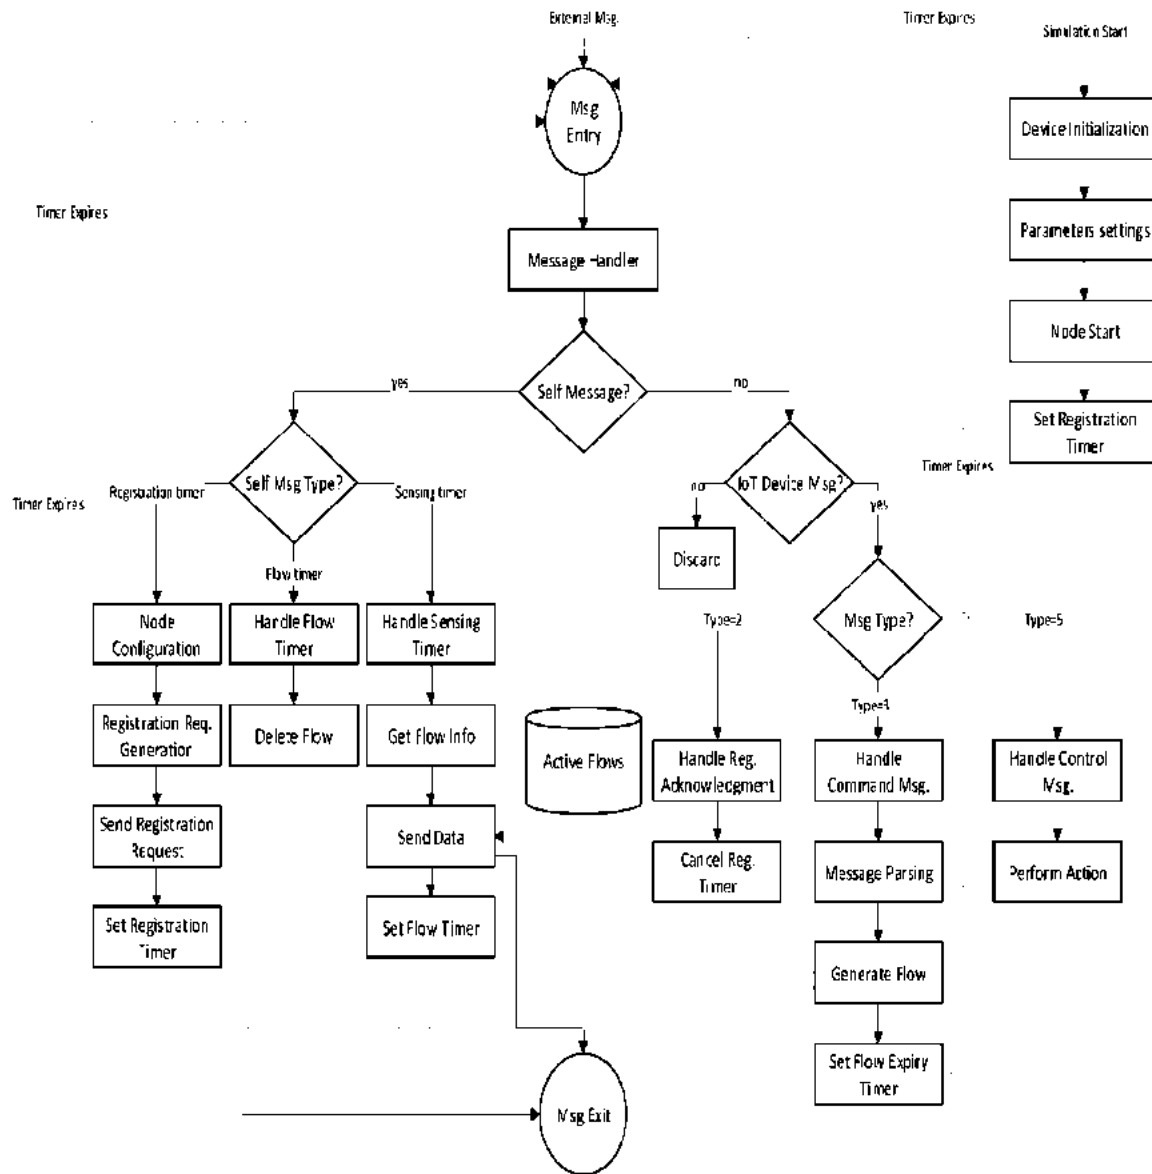 External Msg.
Timer Expires
Simulation Start
Msg
Entry
Device Initialization
Timer Expires
Parameters settings
Message Handler
Node Start
yes
Self Message?
no
Set Registration
Timer
Timer Expires
Timer Expires
Registration timer
Self Msg Type?
Sensing timer
no
IoT Device Msg?
yes
Discard
Flow timer
Node
Configuration
Handle Flow
Timer
Handle Sensing
Timer
Type=2
Msg Type?
Type=5
Registration Req.
Generation
Delete Flow
Get Flow Info
Active Flows
Handle Reg.
Acknowledgment
Handle
Command Msg.
Handle Control
Msg.
Send Registration
Request
Send Data
Cancel Reg.
Timer
Message Parsing
Perform Action
Set Registration
Timer
Set Flow Timer
Generate Flow
Set Flow Expiry
Timer
Msg Exit